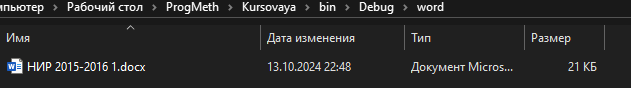 мпьютер > Рабочий стол > ProgMeth > Kursovaya > bin > Debug > word
Имя Дата изменения Тип Размер
НИР 2015-2016 1.docx 13.10.2024 22:48 Документ Micros... 21 КБ